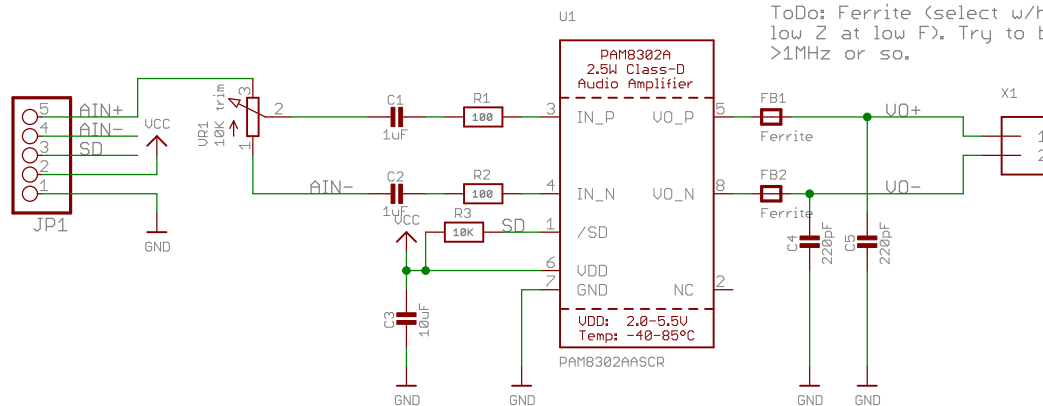 ToDo: Ferrite (select w/h
low Z at low F). Try to b
>1MHz or so.
U1
PAM8302A
2.5W Class-D
Audio Amplifier
X1
5 AIN+
4 AIN-
3 SD
2
1
JP1
VCC
GND
VR1
10K trim
3
2
1
AIN-
C1
1uF
R1
100
C2
1uF
R2
100
VCC
R3
10K
SD
C3
10uF
GND
GND
3 IN_P
4 IN_N
1 /SD
6 VDD
7 GND
VO_P 5
VO_N 8
NC 2
VDD: 2.0-5.5V
Temp: -40-85°C
PAM8302AASCR
FB1
Ferrite
FB2
Ferrite
VO+
VO-
1
2
C4
220pF
C5
220pF
GND
GND